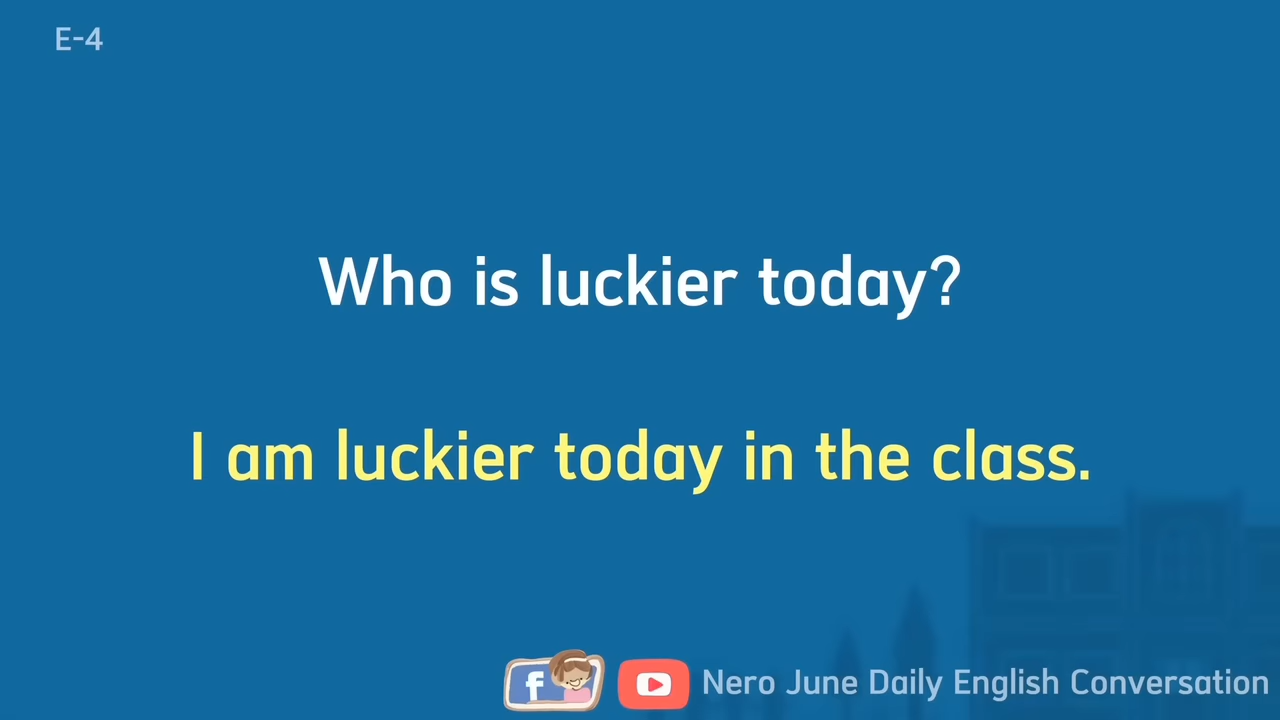 E-4
Who is luckier today?
I am luckier today in the class.
f Nero June Daily English Conversation